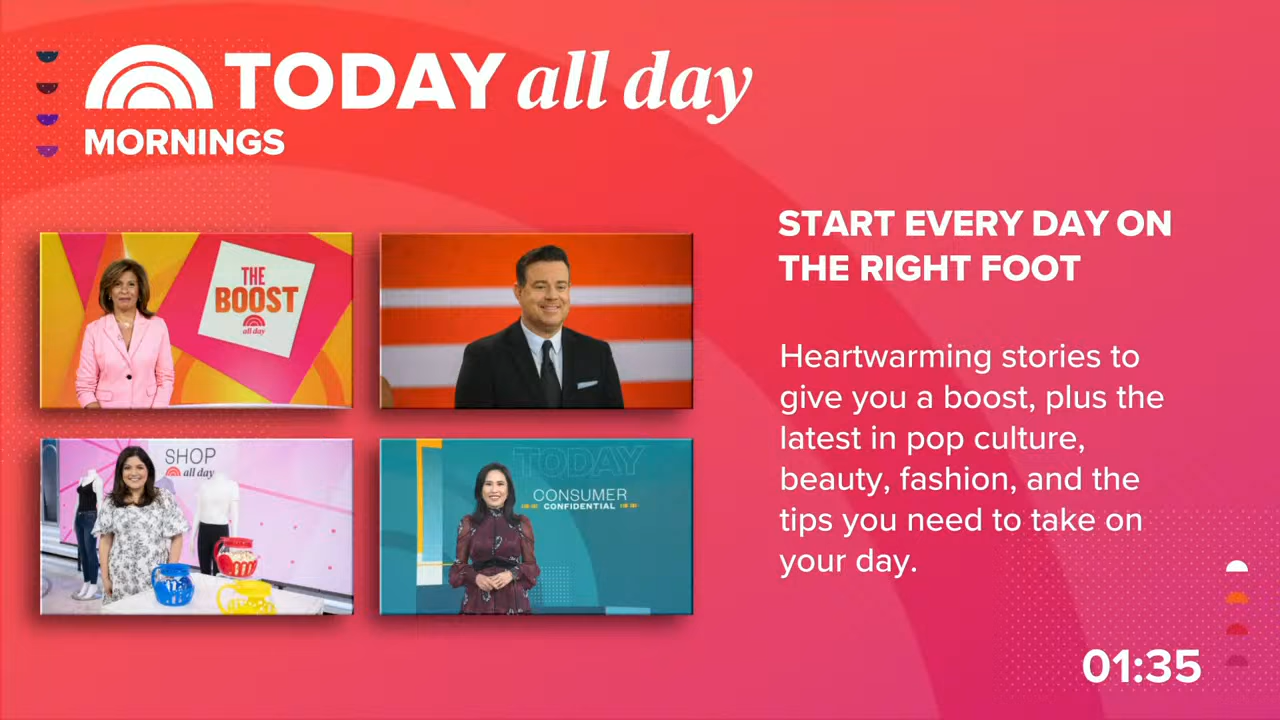 TODAY all day
MORNINGS
START EVERY DAY ON
THE RIGHT FOOT
THE
BOOST
all day
Heartwarming stories to
give you a boost, plus the
latest in pop culture,
beauty, fashion, and the
tips you need to take on
your day.
SHOP
all day
TODAY
CONSUMER
CONFIDENTIAL
01:35